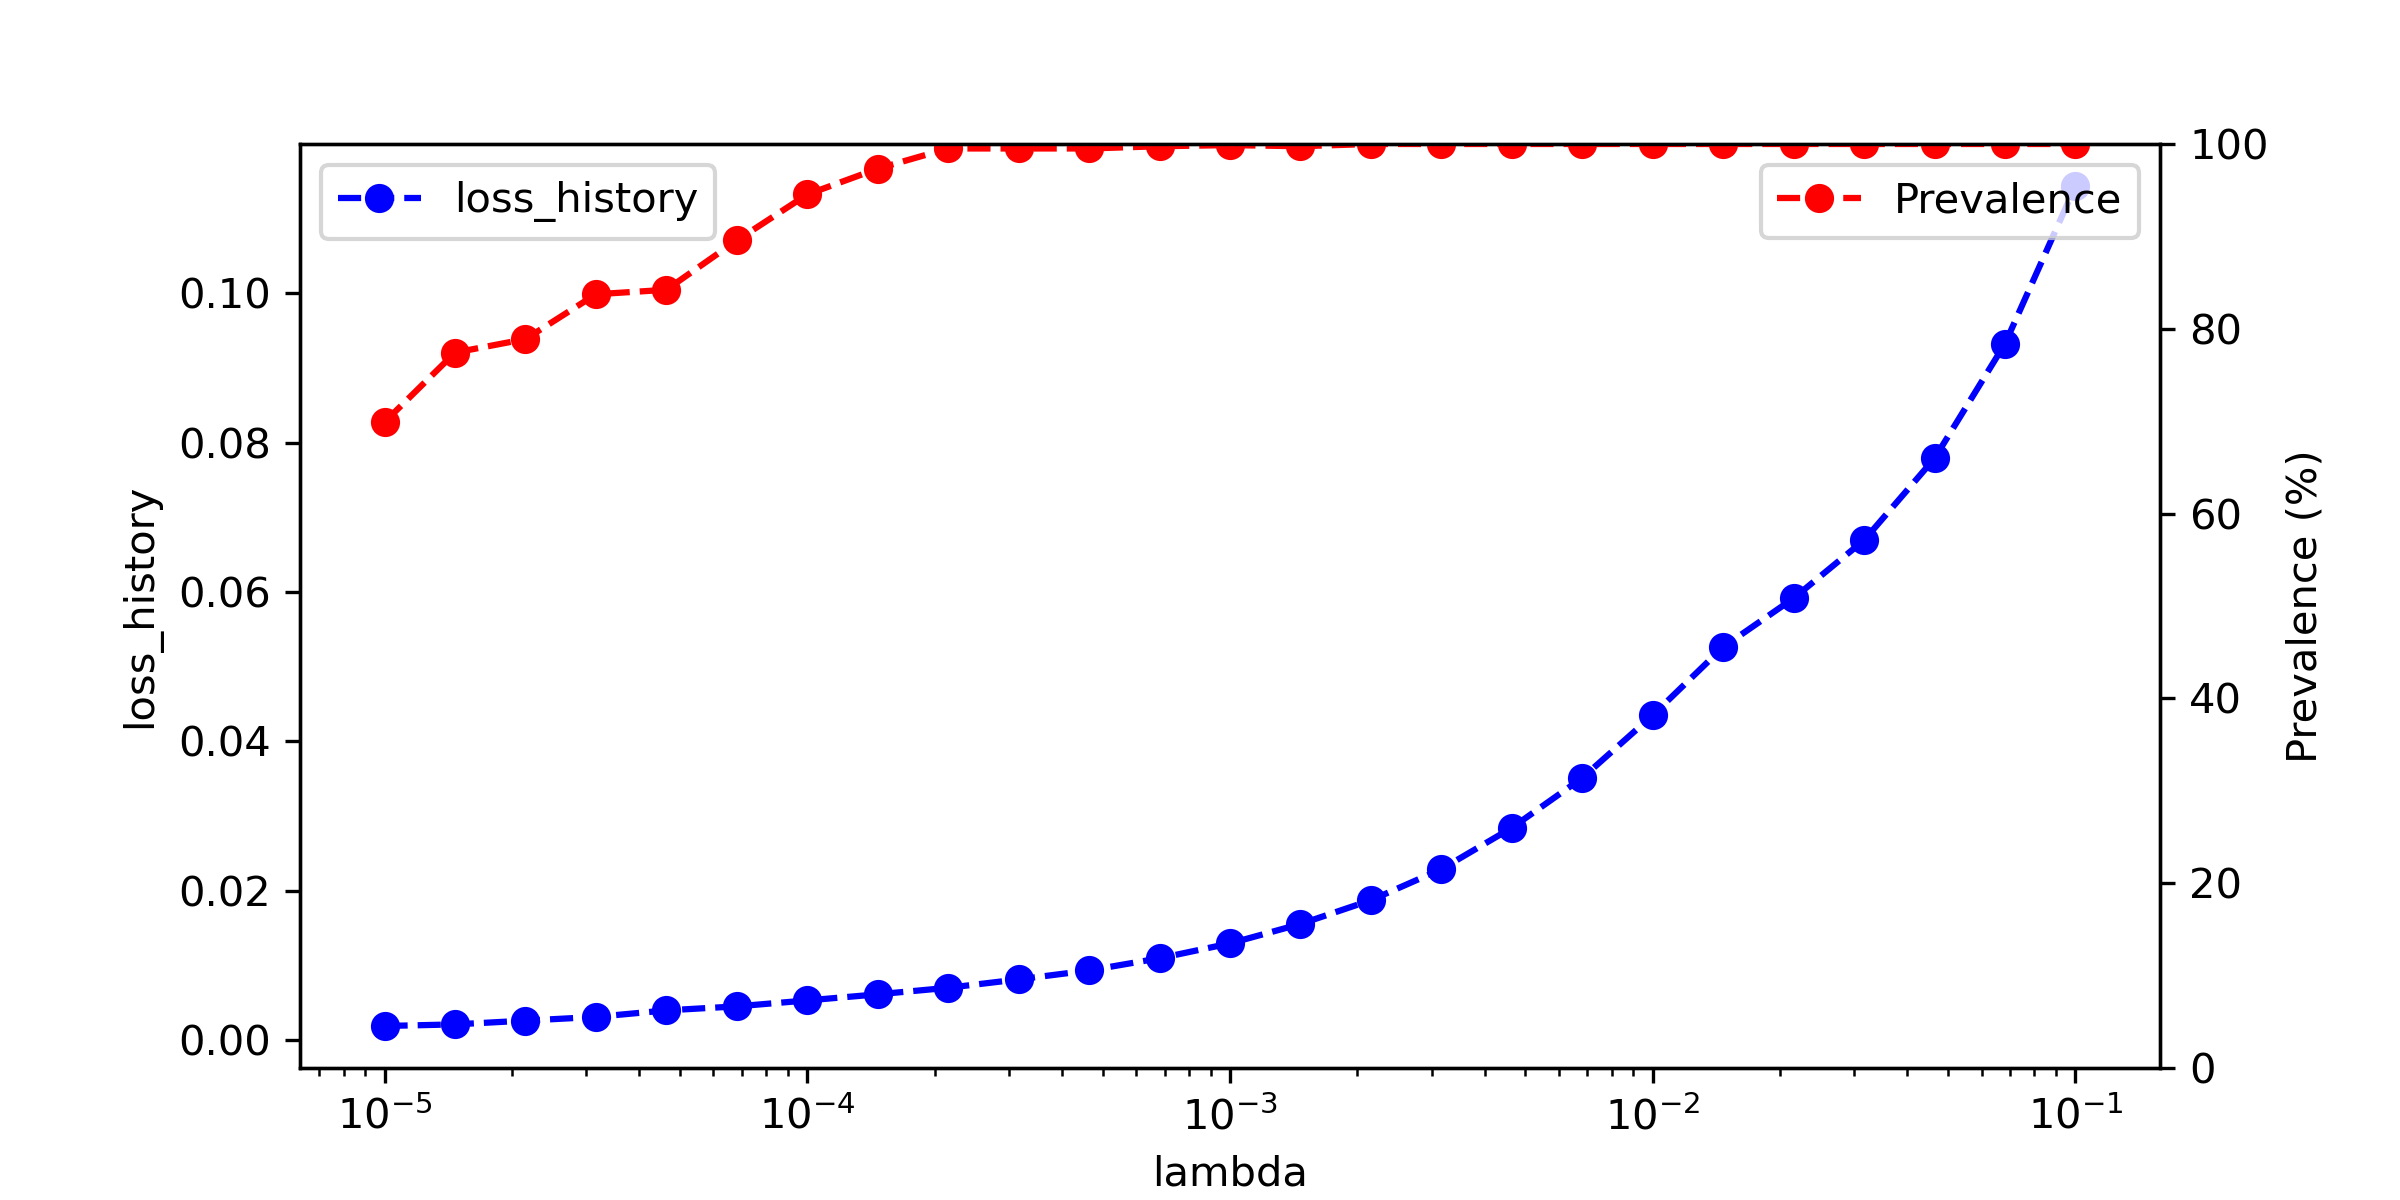 loss_history
Prevalence
0.10
0.08
0.06
0.04
0.02
0.00
loss_history
100
80
60
40
20
0
Prevalence (%)
10⁻⁵ 10⁻⁴ 10⁻³ 10⁻² 10⁻¹
lambda